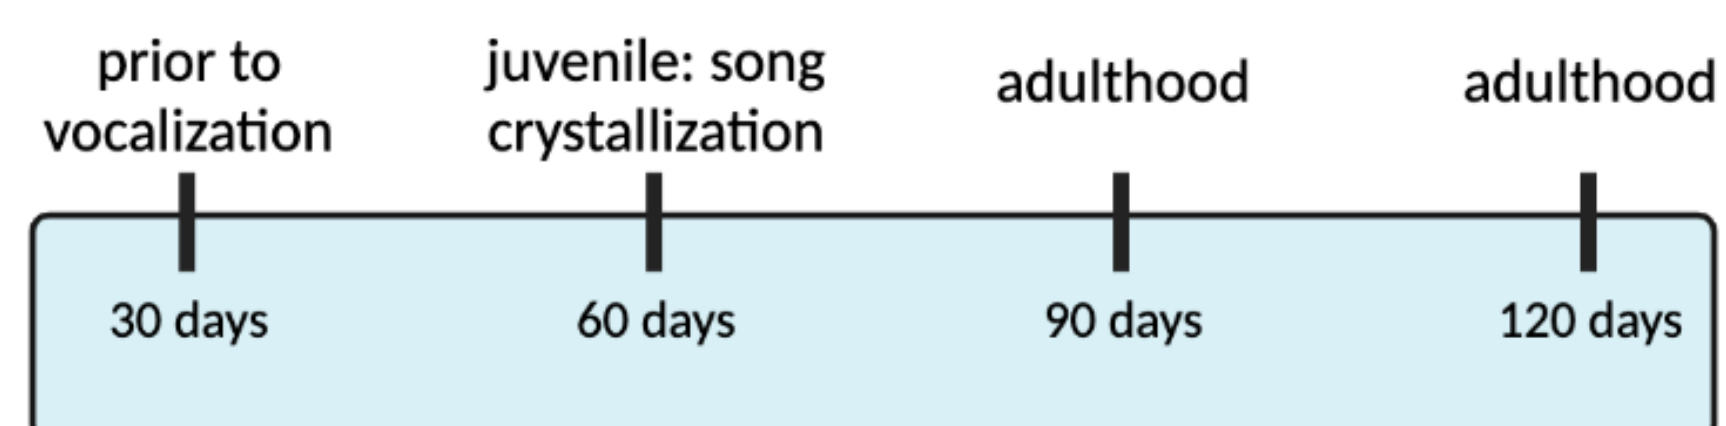 prior to
vocalization
juvenile: song
crystallization
adulthood
adulthood
30 days
60 days
90 days
120 days